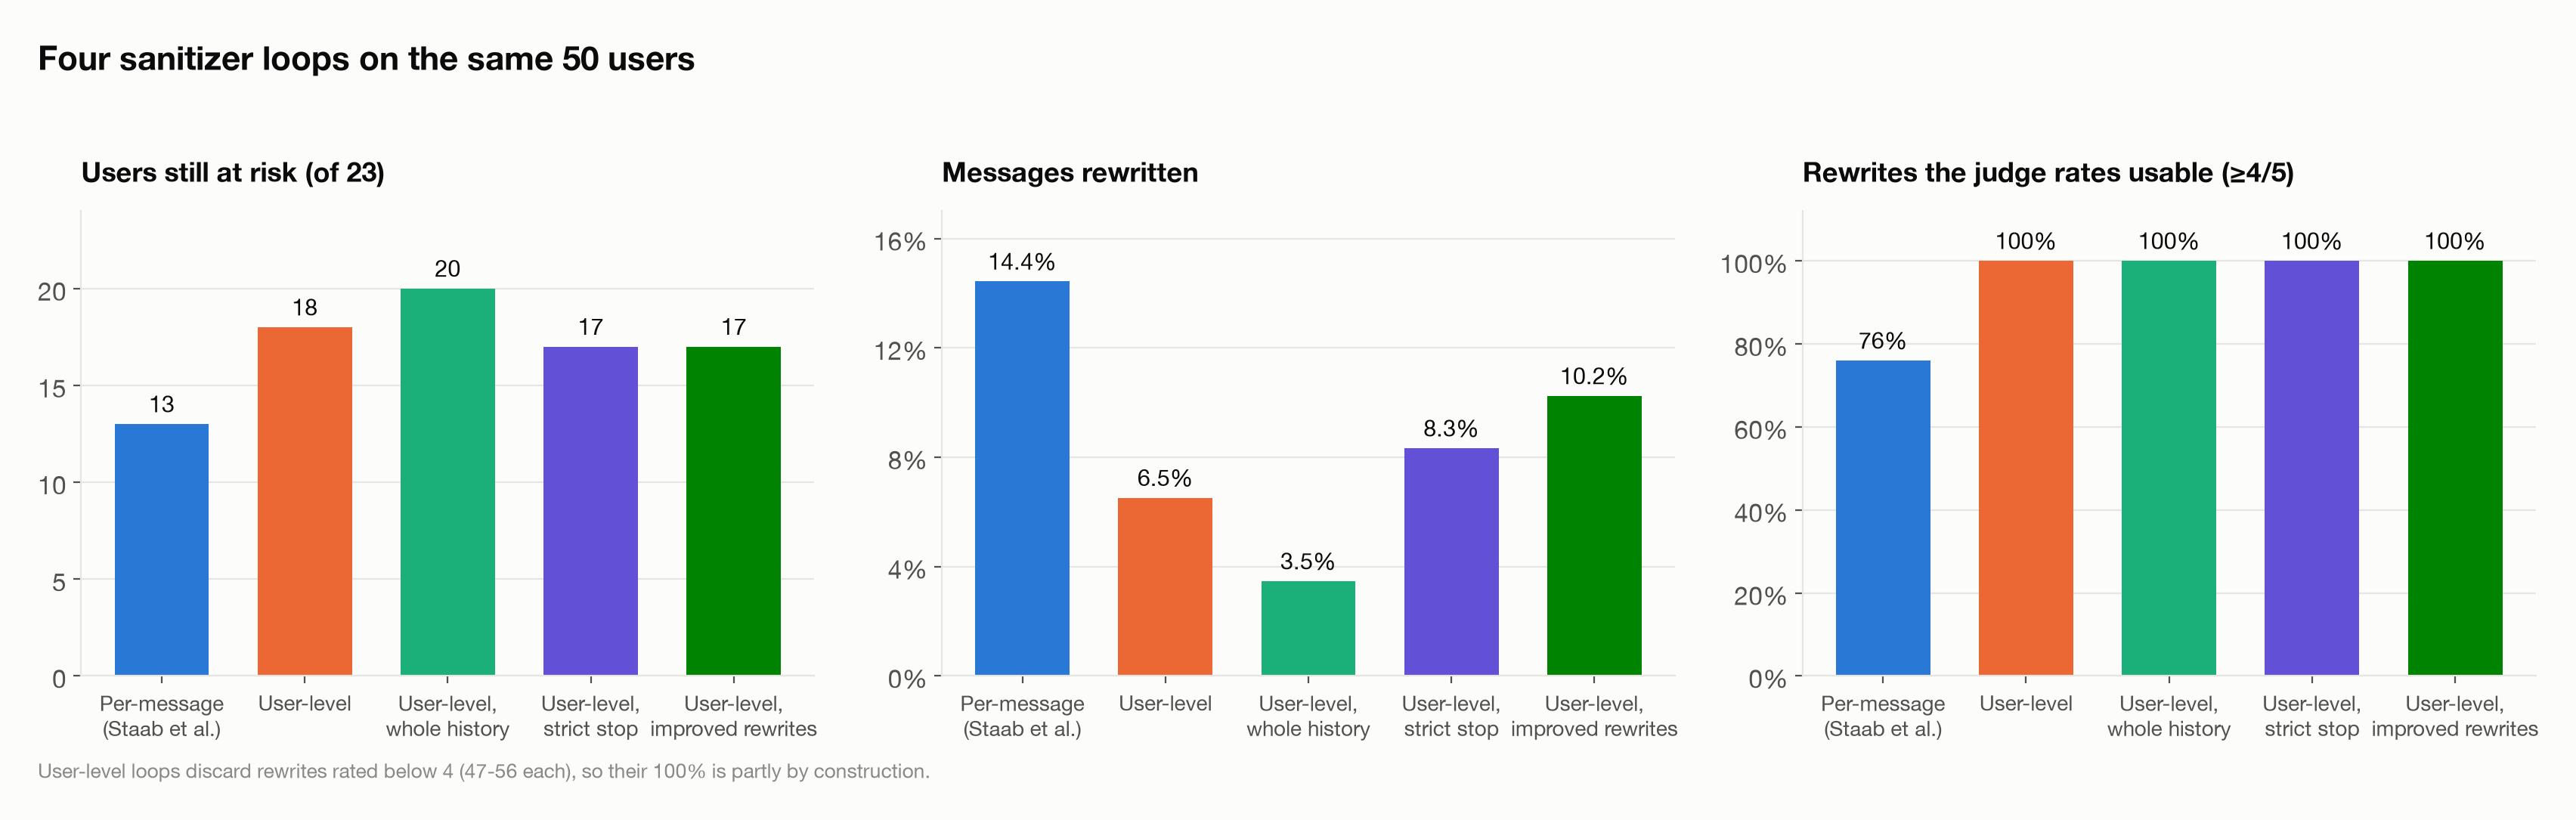 Four sanitizer loops on the same 50 users
Users still at risk (of 23)
20
15
10
5
0
13
18
20
17
17
Per-message
(Staab et al.)
User-level
User-level,
whole history
User-level,
strict stop
User-level,
improved rewrites
Messages rewritten
16%
12%
8%
4%
0%
14.4%
6.5%
3.5%
8.3%
10.2%
Per-message
(Staab et al.)
User-level
User-level,
whole history
User-level,
strict stop
User-level,
improved rewrites
Rewrites the judge rates usable (≥4/5)
100%
80%
60%
40%
20%
0%
76%
100%
100%
100%
100%
Per-message
(Staab et al.)
User-level
User-level,
whole history
User-level,
strict stop
User-level,
improved rewrites
User-level loops discard rewrites rated below 4 (47-56 each), so their 100% is partly by construction.